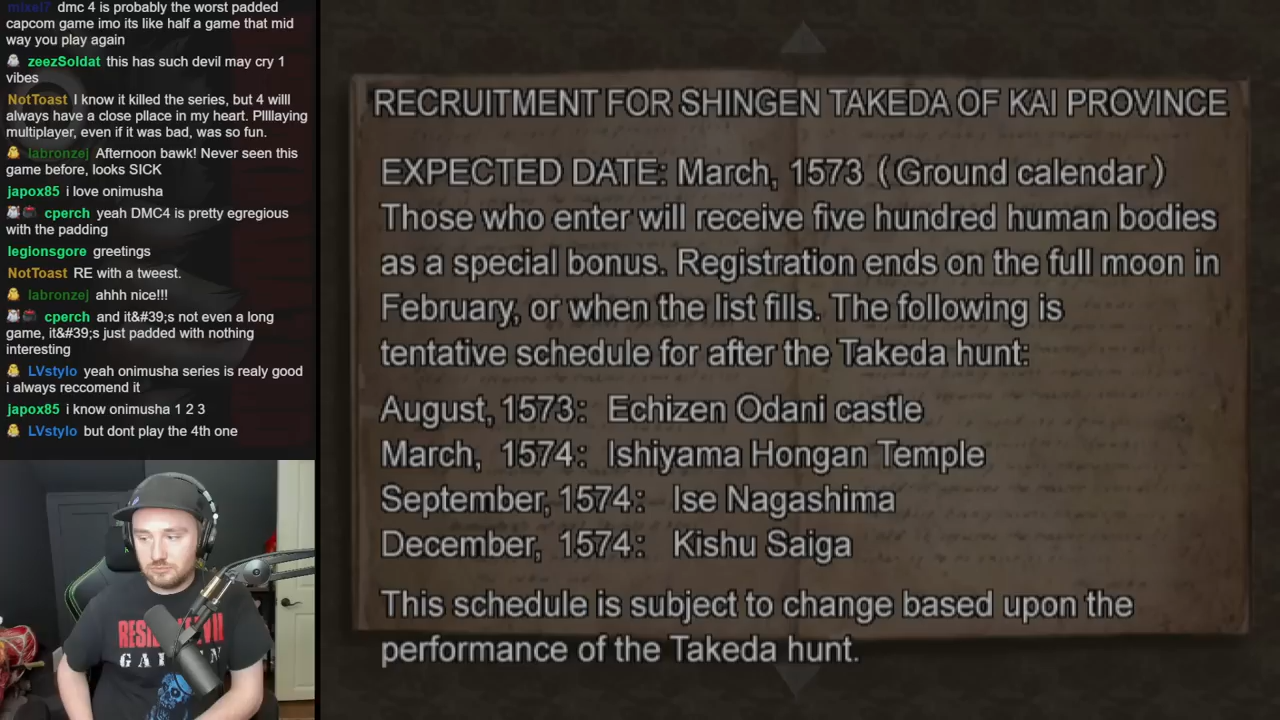 mixel7 dmc 4 is probably the worst padded
capcom game imo its like half a game that mid
way you play again
zeezSoldat this has such devil may cry 1
vibes
NotToast I know it killed the series, but 4 willl
always have a close pllace in my heart. Plllaying
multiplayer, even if it was bad, was so fun.
labronzej Afternoon bawk! Never seen this
game before, looks SICK
japox85 i love onimusha
cperch yeah DMC4 is pretty egregious
with the padding
legionsgore greetings
NotToast RE with a tweest.
labronzej ahhh nice!!!
cperch and it&#39;s not even a long
game, it&#39;s just padded with nothing
interesting
LVstylo yeah onimusha series is realy good
i always reccomend it
japox85 i know onimusha 1 2 3
LVstylo but dont play the 4th one
RECRUITMENT FOR SHINGEN TAKEDA OF KAI PROVINCE
EXPECTED DATE: March, 1573 (Ground calendar)
Those who enter will receive five hundred human bodies
as a special bonus. Registration ends on the full moon in
February, or when the list fills. The following is
tentative schedule for after the Takeda hunt:
August, 1573: Echizen Odani castle
March, 1574: Ishiyama Hongan Temple
September, 1574: Ise Nagashima
December, 1574: Kishu Saiga
This schedule is subject to change based upon the
performance of the Takeda hunt.